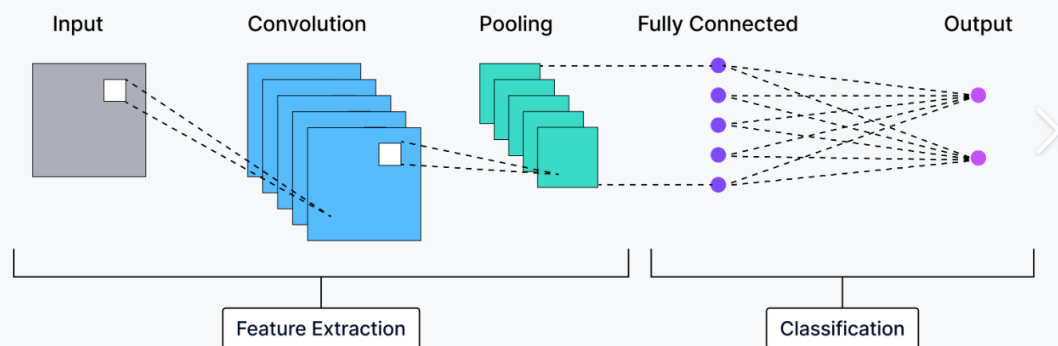 Input
Convolution
Pooling
Fully Connected
Output
Feature Extraction
Classification